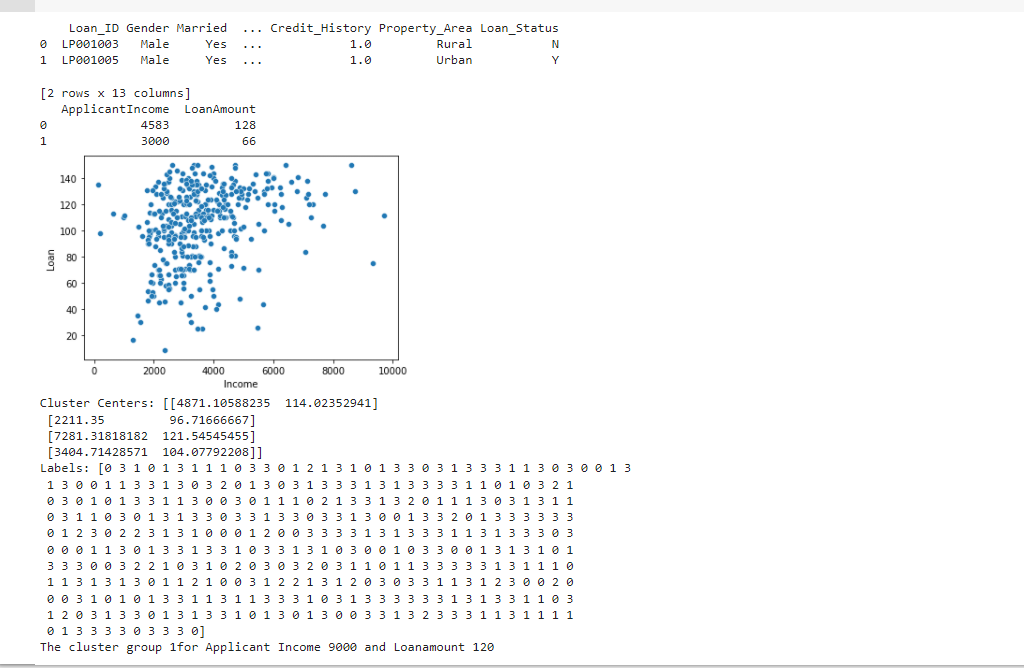 Loan_ID Gender Married ... Credit_History Property_Area Loan_Status
0 LP001003 Male Yes ... 1.0 Rural N
1 LP001005 Male Yes ... 1.0 Urban Y
[2 rows x 13 columns]
ApplicantIncome LoanAmount
0 4583 128
1 3000 66
140
120
100
80
60
40
20
Loan
0 2000 4000 6000 8000 10000
Income
Cluster Centers: [[4871.10588235 114.02352941]
[2211.35 96.71666667]
[7281.31818182 121.54545455]
[3404.71428571 104.07792208]]
Labels: [0 3 1 0 1 3 1 1 1 0 3 3 0 1 2 1 3 1 0 1 3 3 0 3 1 3 3 3 1 1 3 0 3 0 0 1 3
1 3 0 0 1 1 3 3 1 3 0 3 2 0 1 3 0 3 1 3 3 3 1 3 1 3 3 3 3 1 1 0 1 0 3 2 1
0 3 0 1 0 1 3 3 1 1 3 0 0 3 0 1 1 1 0 2 1 3 3 1 3 2 0 1 1 1 3 0 3 1 3 1 1
0 3 1 1 0 3 0 1 3 1 3 3 0 3 3 1 3 3 0 3 3 1 3 0 0 1 3 3 2 0 1 3 3 3 3 3 3
0 1 2 3 0 2 2 3 1 3 1 0 0 0 1 2 0 0 3 3 3 3 1 3 1 3 3 3 1 1 3 1 3 3 3 0 3
0 0 0 1 1 3 0 1 3 3 1 3 3 1 0 3 3 1 3 1 0 3 0 0 1 0 3 3 0 0 1 3 1 3 1 0 1
3 3 3 0 0 3 2 2 1 0 3 1 0 2 0 3 0 3 2 0 3 1 1 0 1 1 3 3 3 3 3 1 3 1 1 1 0
1 1 3 1 3 1 3 0 1 1 2 1 0 0 3 1 2 2 1 3 1 2 0 3 0 3 3 1 1 3 1 2 3 0 0 2 0
0 0 3 1 0 1 0 1 3 3 1 1 3 1 1 3 3 3 1 0 3 1 3 3 3 3 3 3 3 1 3 1 3 3 1 1 0 3
1 2 0 3 1 3 3 0 1 3 1 3 3 1 0 1 3 0 1 3 0 0 3 3 1 3 2 3 3 3 1 1 3 1 1 1 1
0 1 3 3 3 3 0 3 3 3 0]
The cluster group 1for Applicant Income 9000 and Loanamount 120